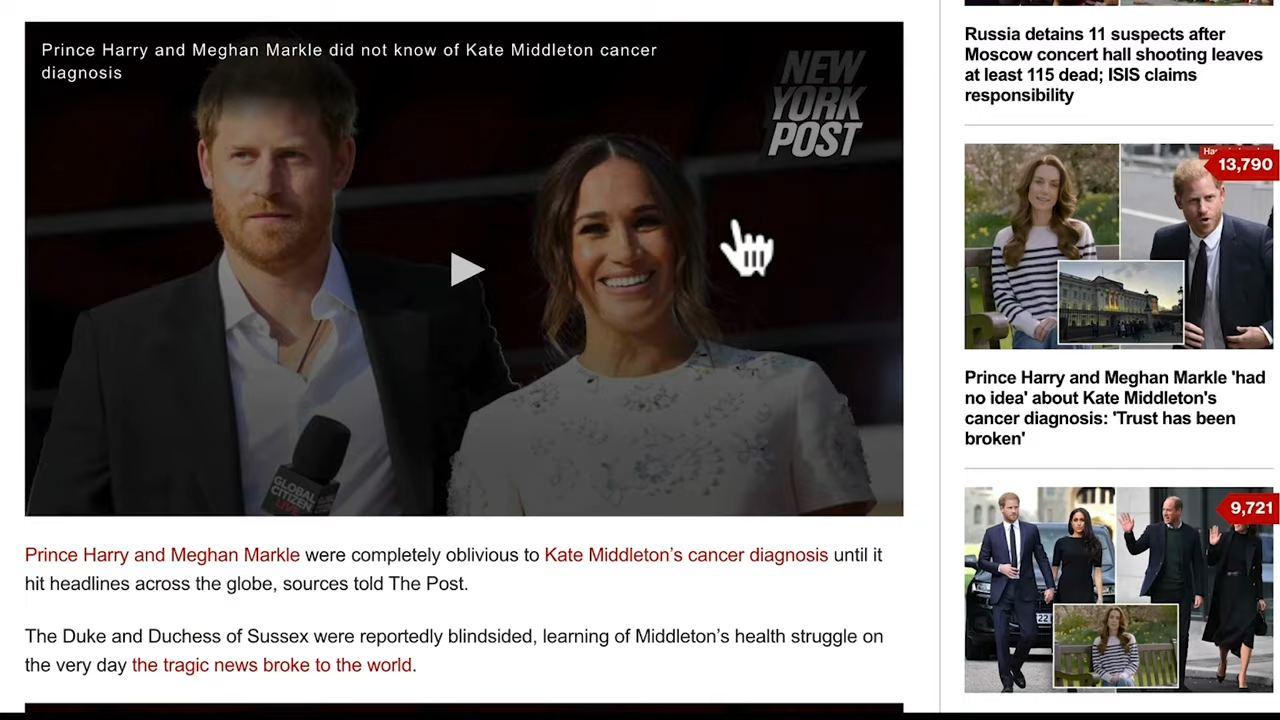 Prince Harry and Meghan Markle did not know of Kate Middleton cancer
diagnosis
NEW
YORK
POST
GLOBAL
CITIZEN
LIVE
Prince Harry and Meghan Markle were completely oblivious to Kate Middleton’s cancer diagnosis until it
hit headlines across the globe, sources told The Post.
The Duke and Duchess of Sussex were reportedly blindsided, learning of Middleton’s health struggle on
the very day the tragic news broke to the world.
Russia detains 11 suspects after
Moscow concert hall shooting leaves
at least 115 dead; ISIS claims
responsibility
13,790
Prince Harry and Meghan Markle 'had
no idea' about Kate Middleton's
cancer diagnosis: 'Trust has been
broken'
9,721
22